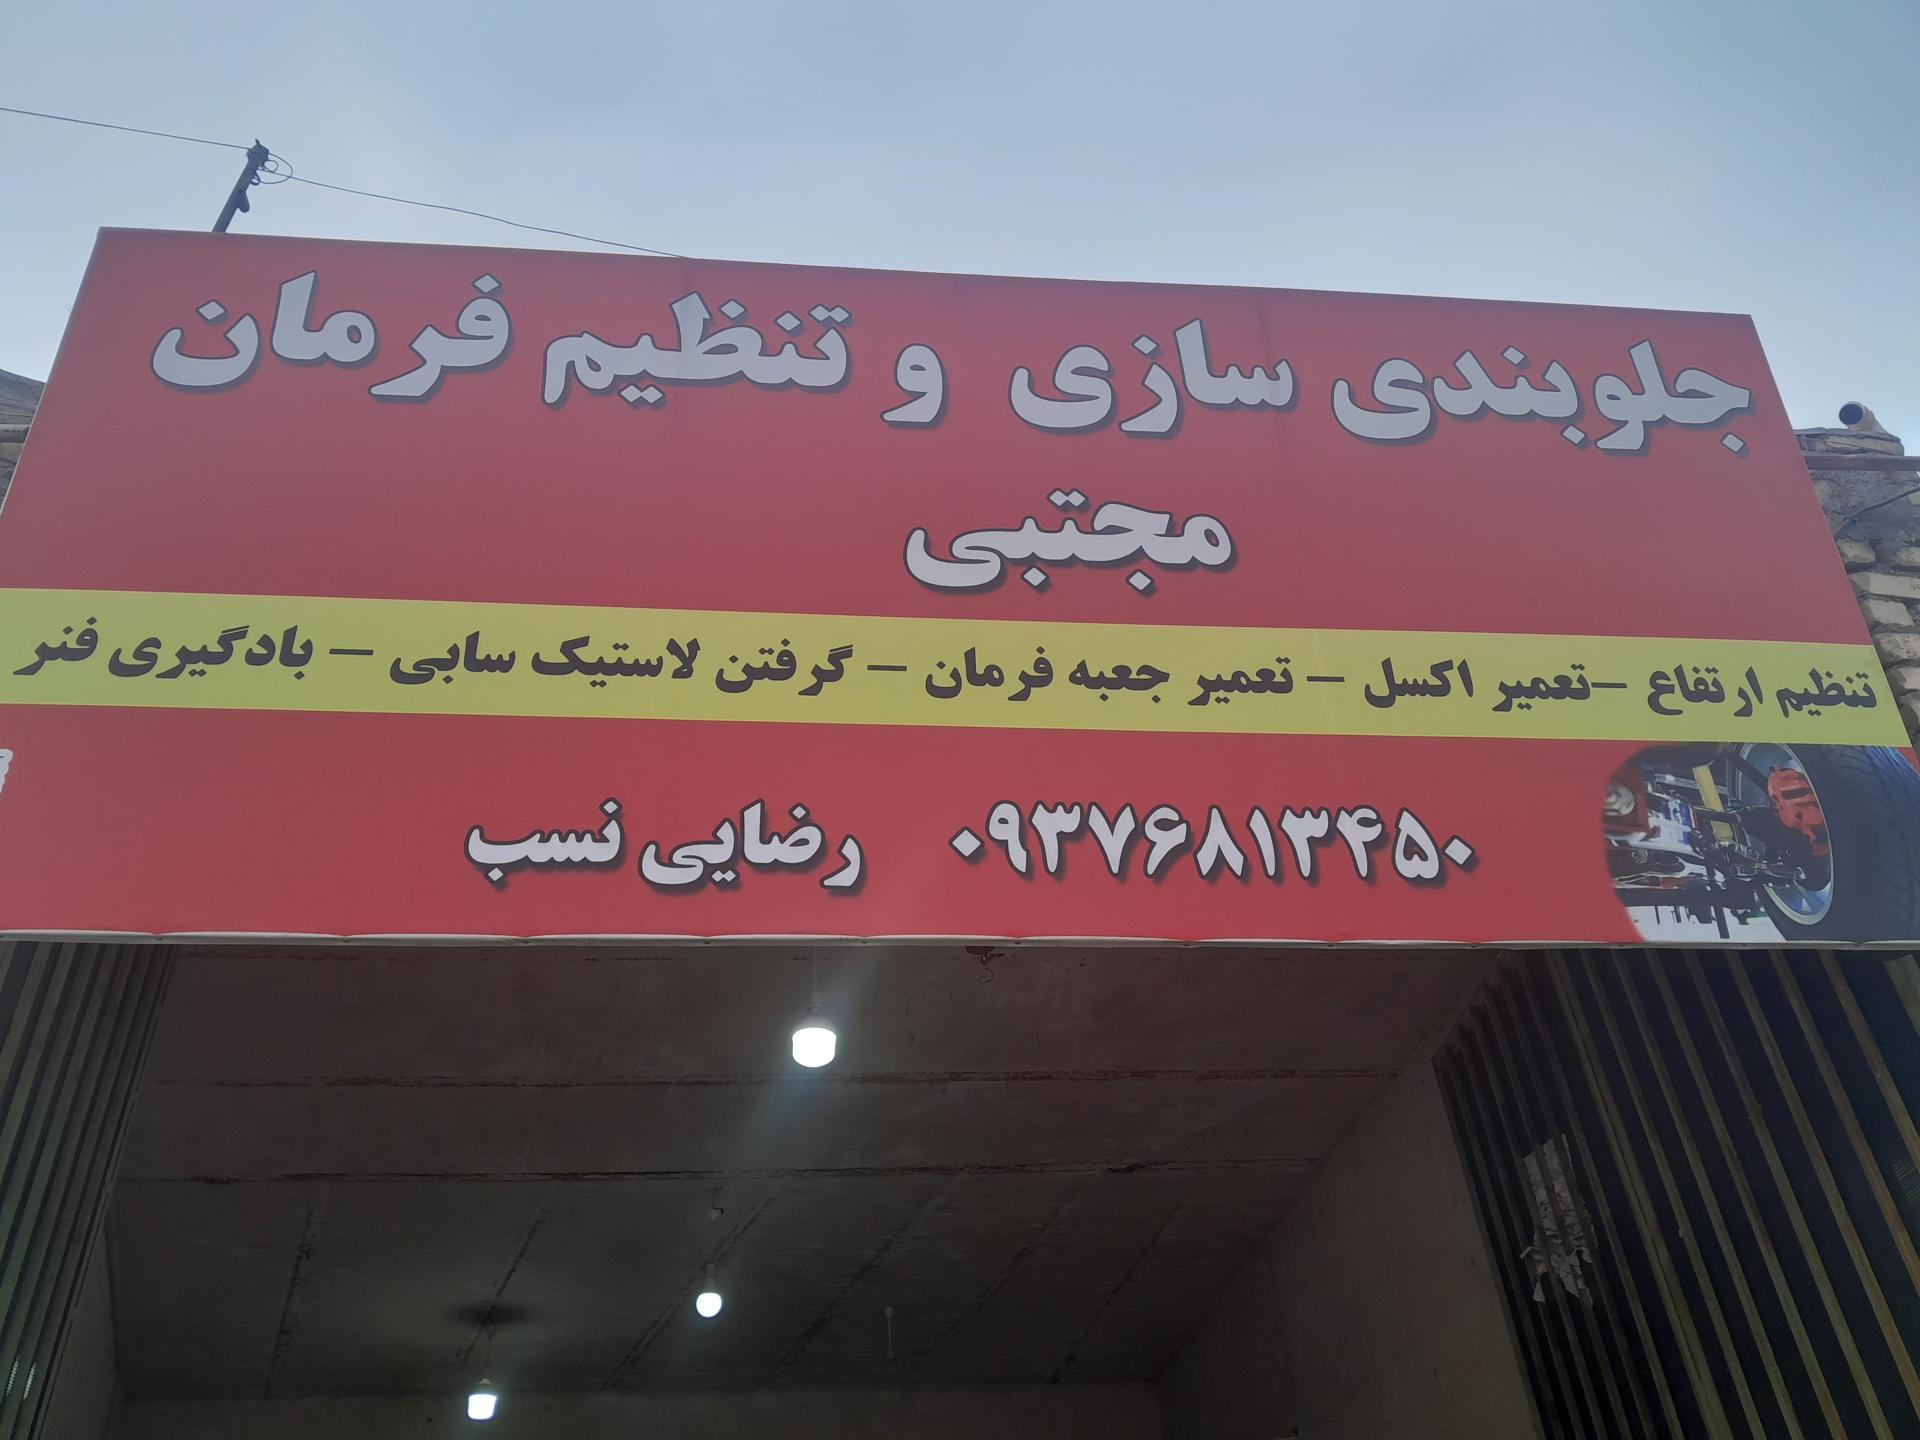 جلوبندی سازی و تنظیم فرمان
مجتبی
تنظیم ارتفاع –تعمیر اکسل – تعمیر جعبه فرمان – گرفتن لاستیک سابی – بادگیری فنر
۰۹۳۷۶۸۱۳۴۵۰ رضایی نسب